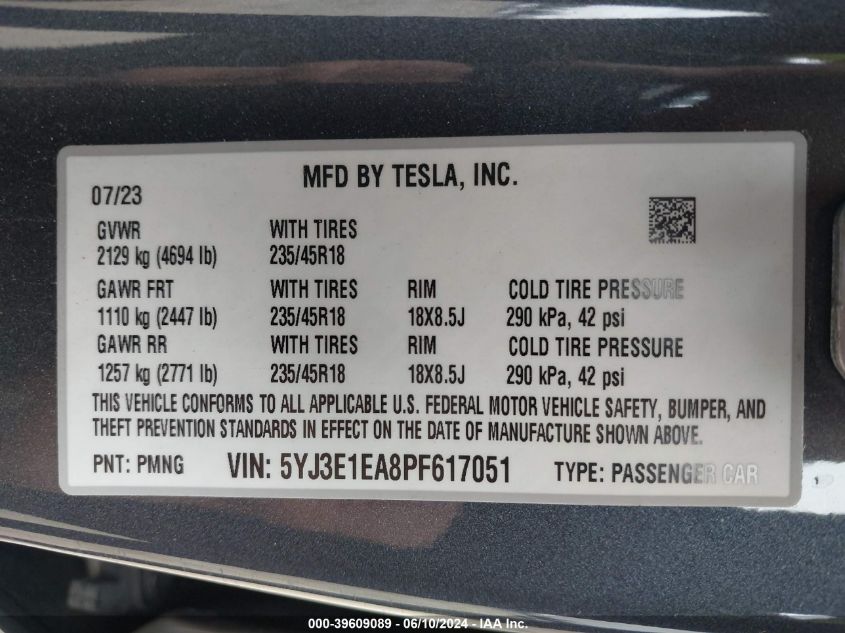 MFD BY TESLA, INC.
07/23
GVWR WITH TIRES
2129 kg (4694 lb) 235/45R18
GAWR FRT WITH TIRES RIM COLD TIRE PRESSURE
1110 kg (2447 lb) 235/45R18 18X8.5J 290 kPa, 42 psi
GAWR RR WITH TIRES RIM COLD TIRE PRESSURE
1257 kg (2771 lb) 235/45R18 18X8.5J 290 kPa, 42 psi
THIS VEHICLE CONFORMS TO ALL APPLICABLE U.S. FEDERAL MOTOR VEHICLE SAFETY, BUMPER, AND
THEFT PREVENTION STANDARDS IN EFFECT ON THE DATE OF MANUFACTURE SHOWN ABOVE.
PNT: PMNG VIN: 5YJ3E1EA8PF617051 TYPE: PASSENGER CAR
000-39609089 - 06/10/2024 - IAA Inc.